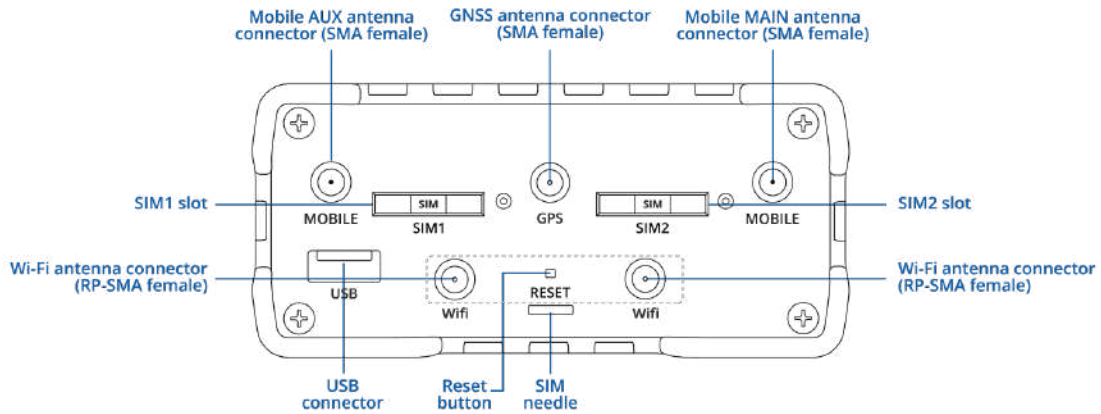 Mobile AUX antenna
connector (SMA female)
GNSS antenna connector
(SMA female)
Mobile MAIN antenna
connector (SMA female)
SIM1 slot
MOBILE
SIM
SIM1
GPS
SIM
SIM2
MOBILE
SIM2 slot
Wi-Fi antenna connector
(RP-SMA female)
USB
Wifi
RESET
Wifi
Wi-Fi antenna connector
(RP-SMA female)
USB
connector
Reset
button
SIM
needle